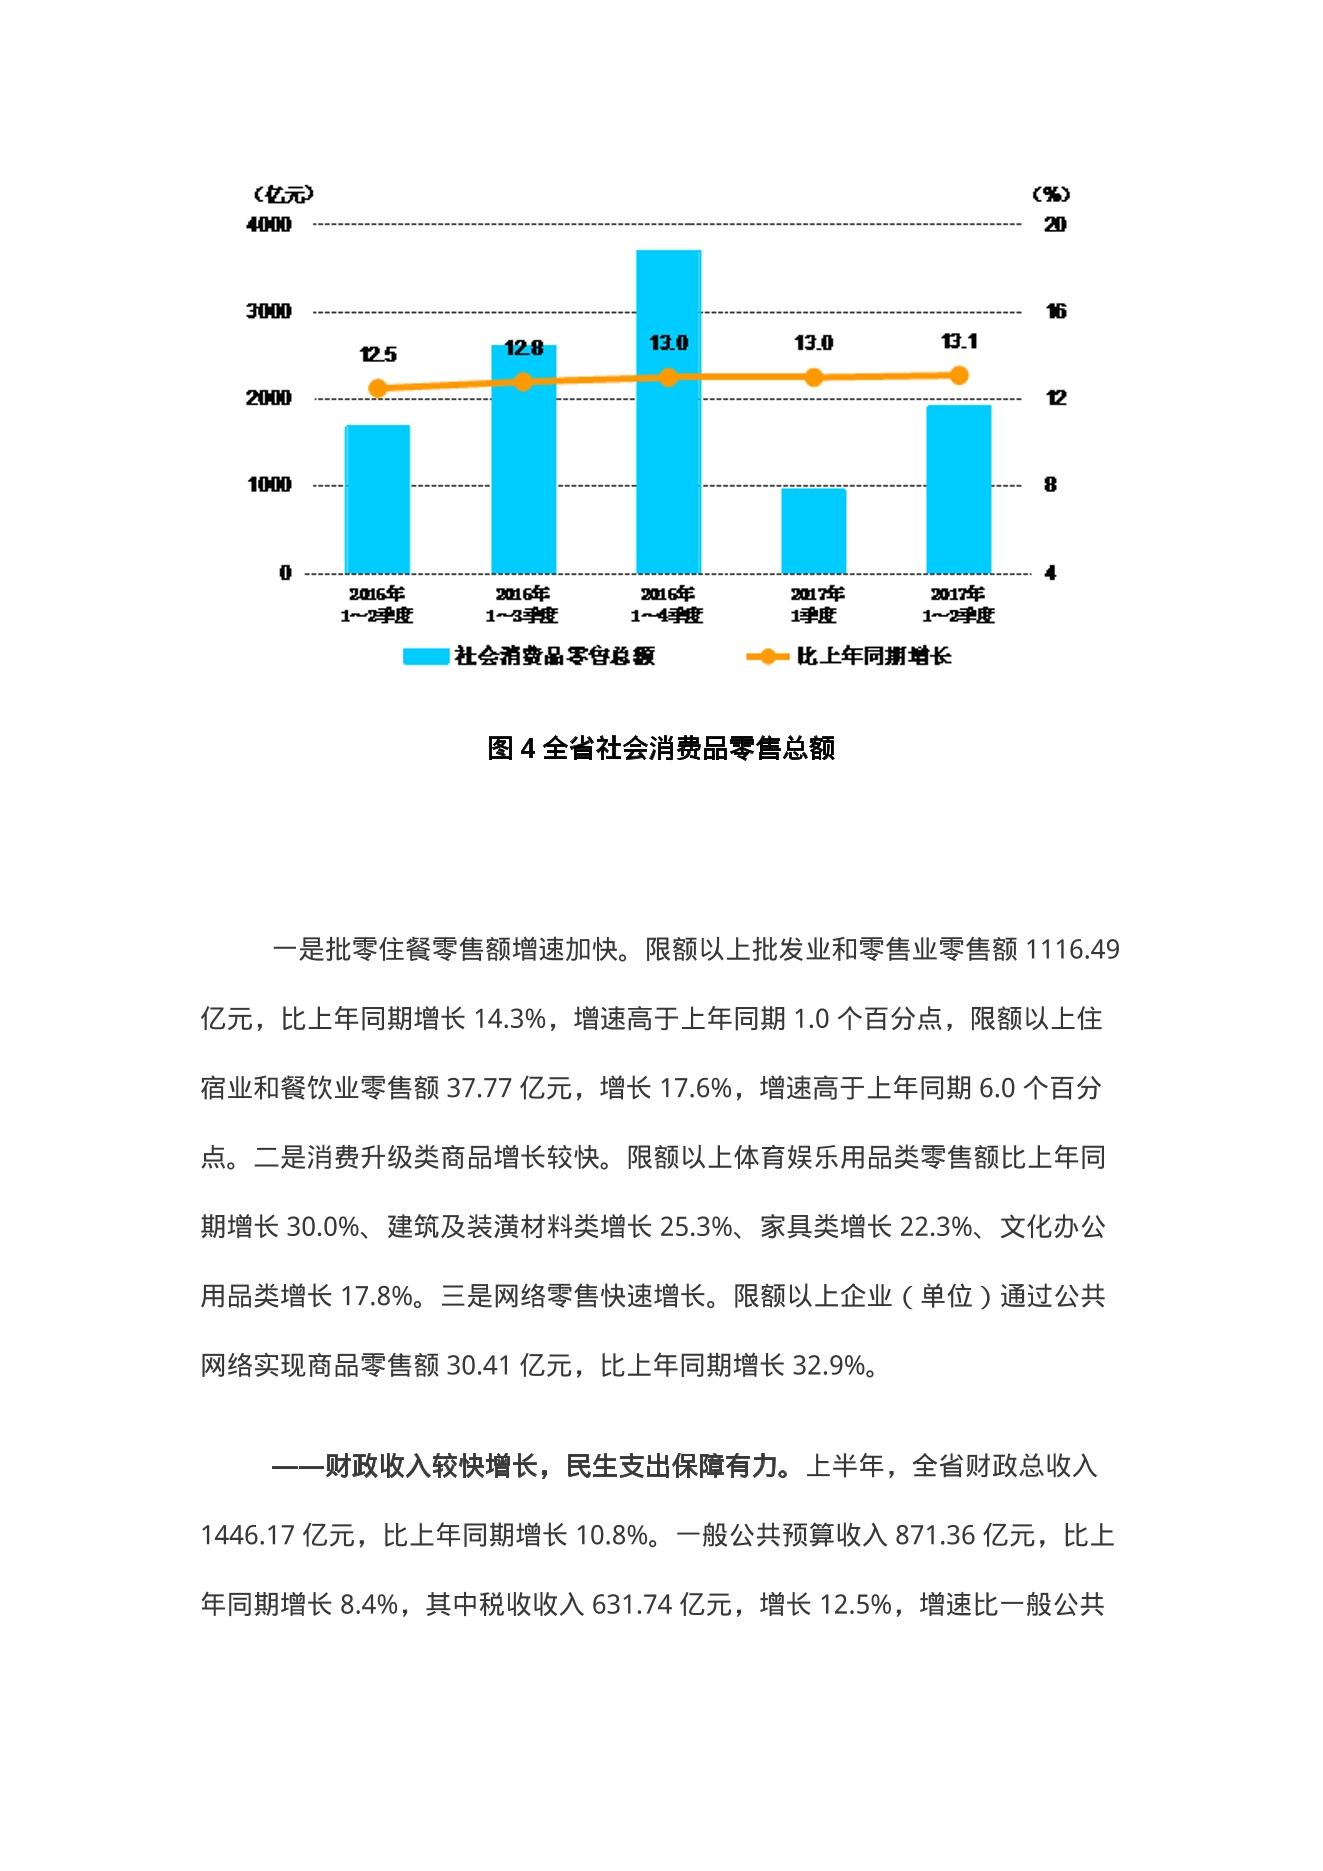 （亿元） （%）
4000 20
3000 16
12.5 12.8 13.0 13.0 13.1
2000 12
1000 8
0 4
2016年 2016年 2016年 2017年 2017年
1～2季度 1～3季度 1～4季度 1季度 1～2季度
社会消费品零售总额 比上年同期增长
图 4 全省社会消费品零售总额
一是批零住餐零售额增速加快。限额以上批发业和零售业零售额 1116.49
亿元，比上年同期增长 14.3%，增速高于上年同期 1.0 个百分点，限额以上住
宿业和餐饮业零售额 37.77 亿元，增长 17.6%，增速高于上年同期 6.0 个百分
点。二是消费升级类商品增长较快。限额以上体育娱乐用品类零售额比上年同
期增长 30.0%、建筑及装潢材料类增长 25.3%、家具类增长 22.3%、文化办公
用品类增长 17.8%。三是网络零售快速增长。限额以上企业（单位）通过公共
网络实现商品零售额 30.41 亿元，比上年同期增长 32.9%。
——财政收入较快增长，民生支出保障有力。上半年，全省财政总收入
1446.17 亿元，比上年同期增长 10.8%。一般公共预算收入 871.36 亿元，比上
年同期增长 8.4%，其中税收收入 631.74 亿元，增长 12.5%，增速比一般公共